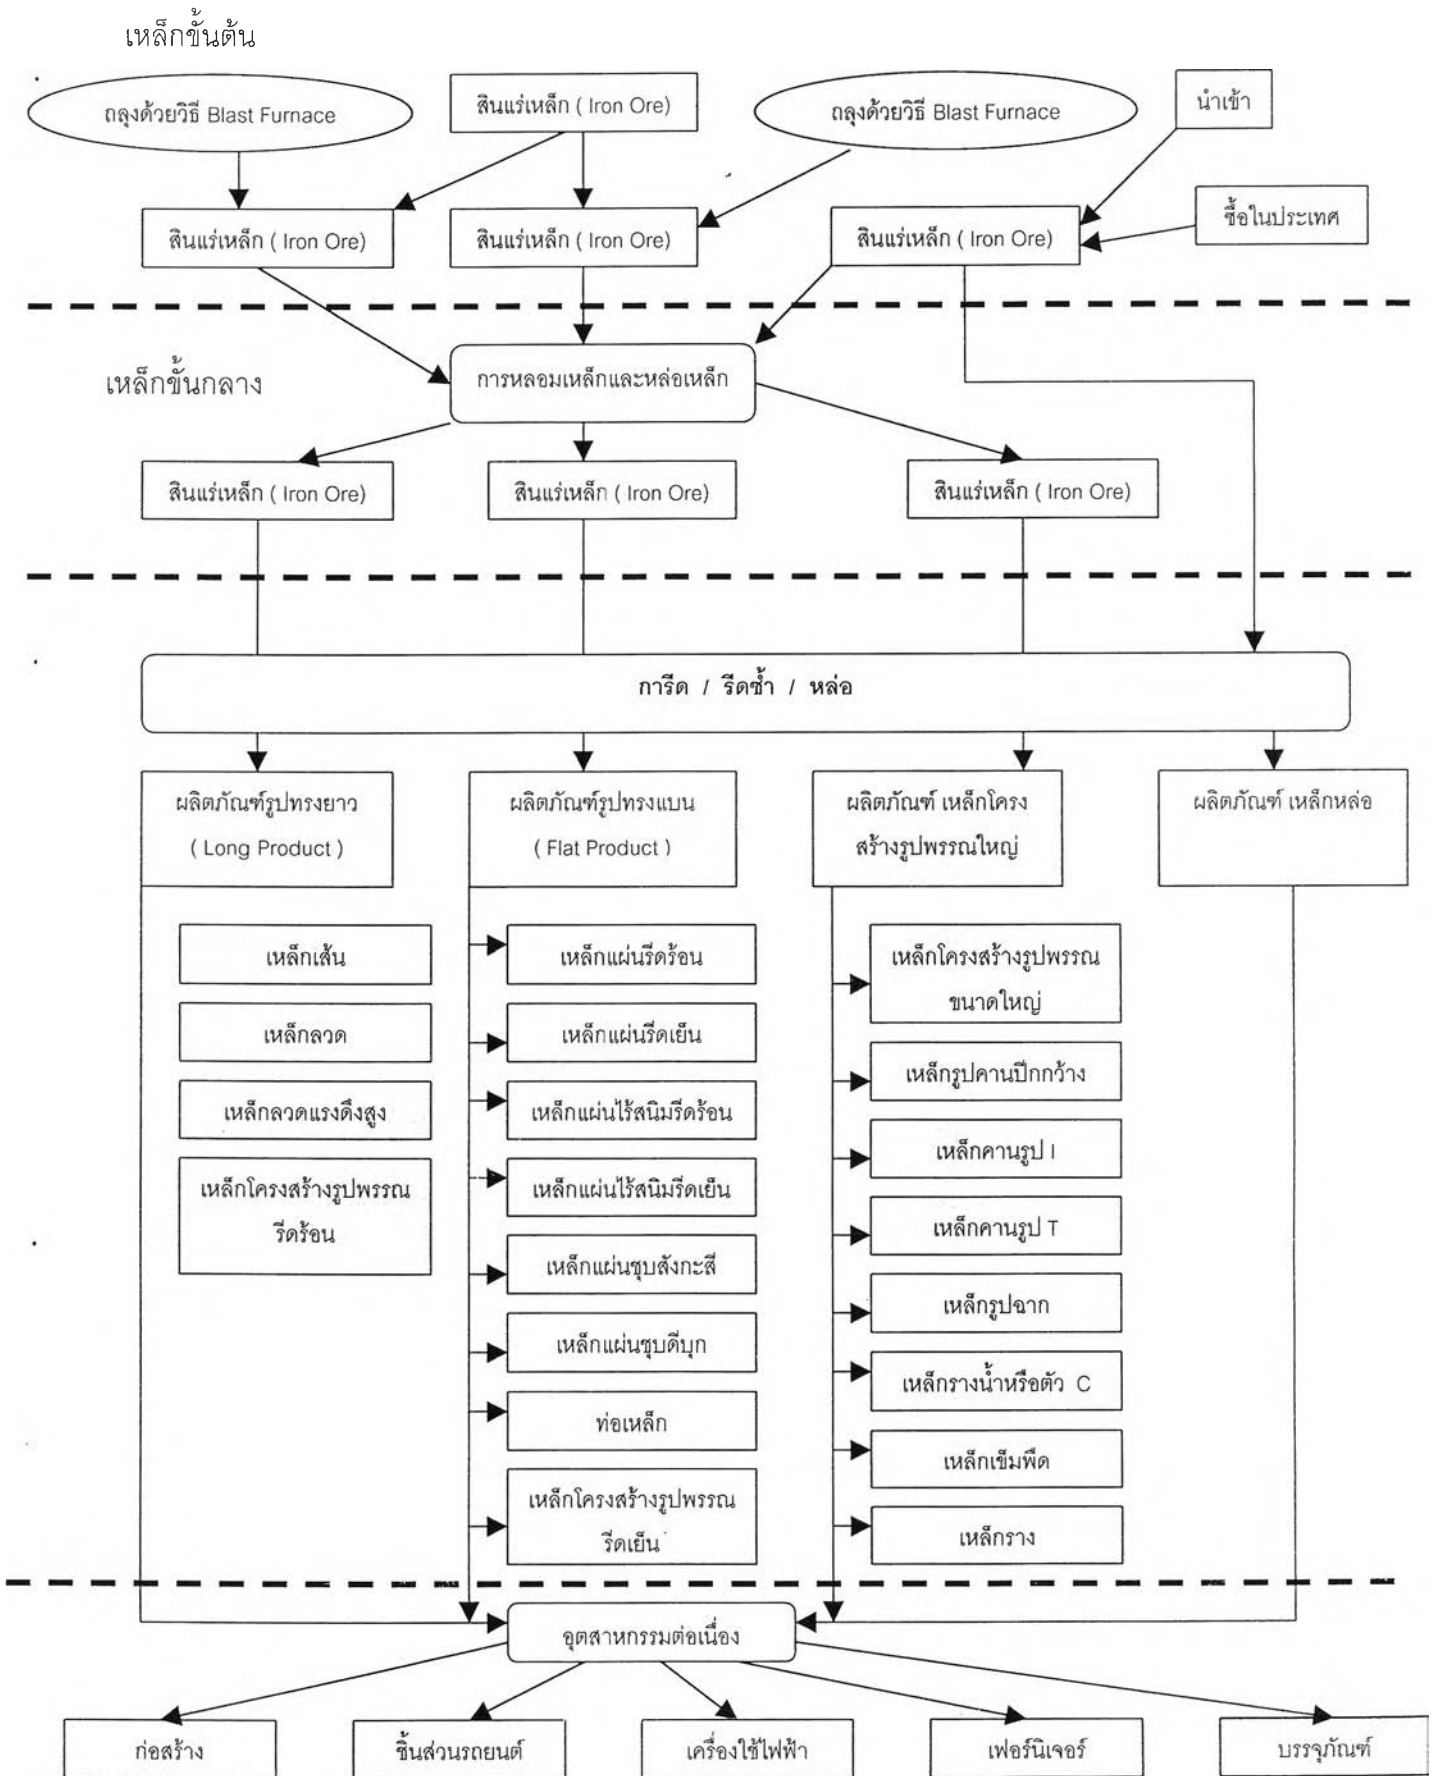 เหล็กขั้นต้น
ถลุงด้วยวิธี Blast Furnace
สินแร่เหล็ก ( Iron Ore)
ถลุงด้วยวิธี Blast Furnace
นำเข้า
สินแร่เหล็ก ( Iron Ore)
สินแร่เหล็ก ( Iron Ore)
สินแร่เหล็ก ( Iron Ore)
ซื้อในประเทศ
เหล็กขั้นกลาง
การหลอมเหล็กและหล่อเหล็ก
สินแร่เหล็ก ( Iron Ore)
สินแร่เหล็ก ( Iron Ore)
สินแร่เหล็ก ( Iron Ore)
การีด / รีดซ้ำ / หล่อ
ผลิตภัณฑ์รูปทรงยาว
( Long Product )
ผลิตภัณฑ์รูปทรงแบน
( Flat Product )
ผลิตภัณฑ์ เหล็กโครง
สร้างรูปพรรณใหญ่
ผลิตภัณฑ์ เหล็กหล่อ
เหล็กเส้น
เหล็กลวด
เหล็กลวดแรงดึงสูง
เหล็กโครงสร้างรูปพรรณ
รีดร้อน
เหล็กแผ่นรีดร้อน
เหล็กแผ่นรีดเย็น
เหล็กแผ่นไร้สนิมรีดร้อน
เหล็กแผ่นไร้สนิมรีดเย็น
เหล็กแผ่นชุบสังกะสี
เหล็กแผ่นชุบดีบุก
ท่อเหล็ก
เหล็กโครงสร้างรูปพรรณ
รีดเย็น
เหล็กโครงสร้างรูปพรรณ
ขนาดใหญ่
เหล็กรูปคานปีกกว้าง
เหล็กคานรูป I
เหล็กคานรูป T
เหล็กรูปฉาก
เหล็กรางน้ำหรือตัว C
เหล็กเข็มพืด
เหล็กราง
อุตสาหกรรมต่อเนื่อง
ก่อสร้าง
ชิ้นส่วนรถยนต์
เครื่องใช้ไฟฟ้า
เฟอร์นิเจอร์
บรรจุภัณฑ์